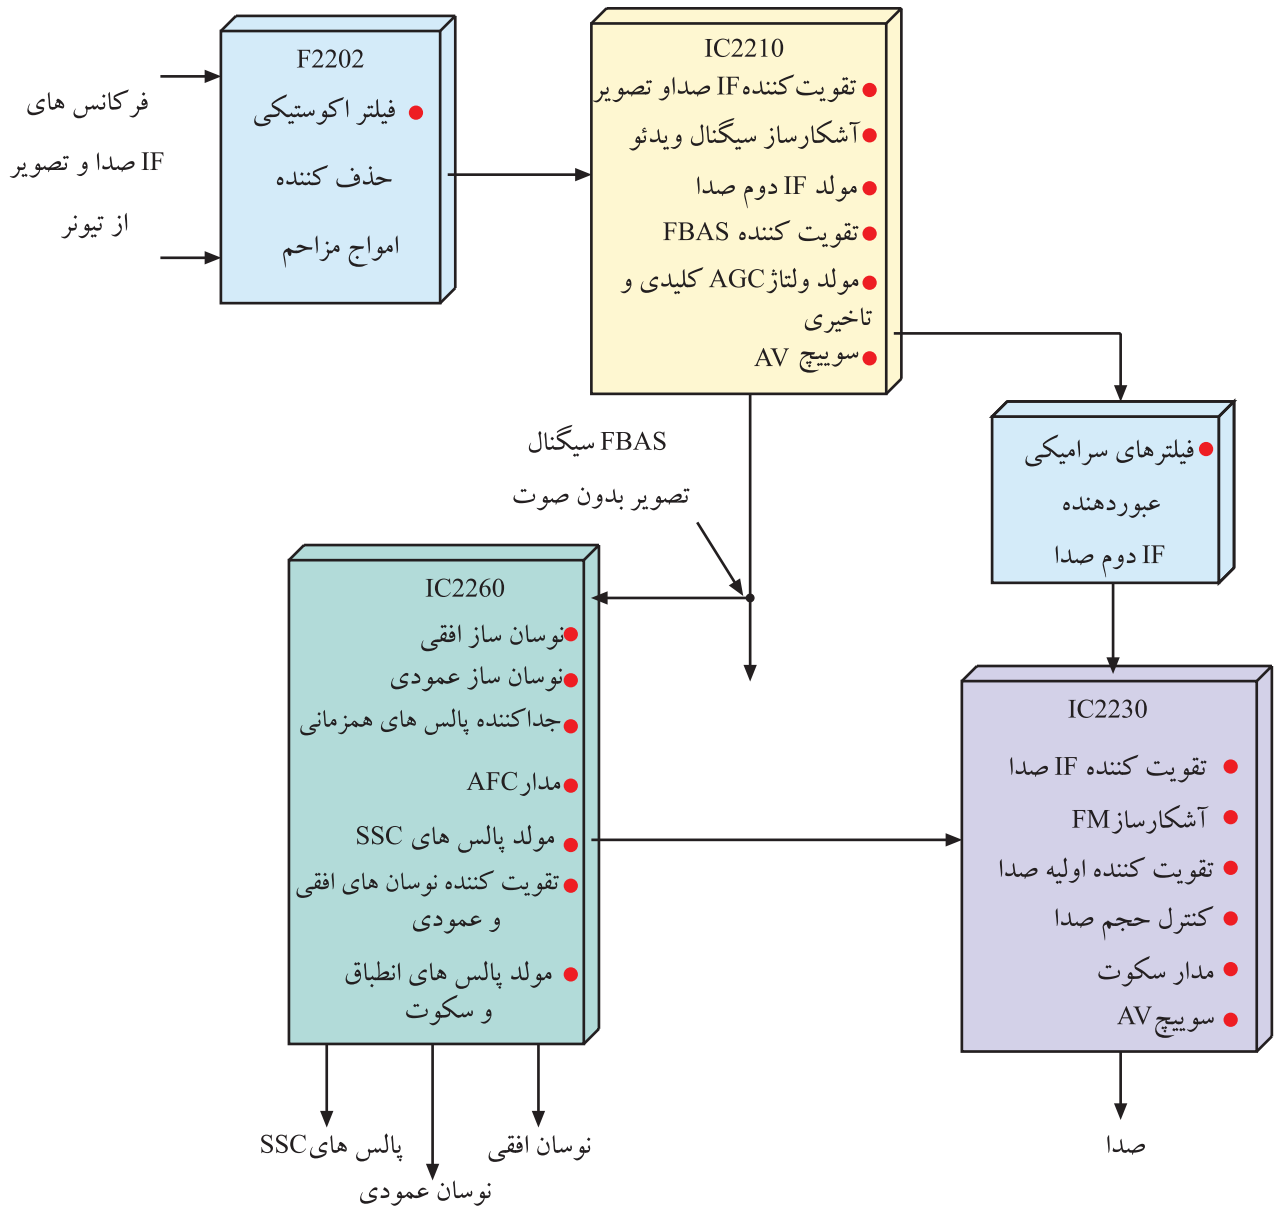 فرکانس های
IF صدا و تصویر
از تیونر
F2202
فیلتر اکوستیکی
حذف کننده
امواج مزاحم
IC2210
تقویت‌کننده IF صداو تصویر
آشکارساز سیگنال ویدئو
مولد IF دوم صدا
تقویت کننده FBAS
مولد ولتاژ AGC کلیدی و
تاخیری
سوییچ AV
فیلترهای سرامیکی
عبوردهنده
IF دوم صدا
سیگنال FBAS
تصویر بدون صوت
IC2260
نوسان ساز افقی
نوسان ساز عمودی
جداکننده پالس های همزمانی
مدار AFC
مولد پالس های SSC
تقویت کننده نوسان های افقی
و عمودی
مولد پالس های انطباق
و سکوت
IC2230
تقویت کننده IF صدا
آشکارساز FM
تقویت کننده اولیه صدا
کنترل حجم صدا
مدار سکوت
سوییچ AV
صدا
نوسان افقی
پالس های SSC
نوسان عمودی